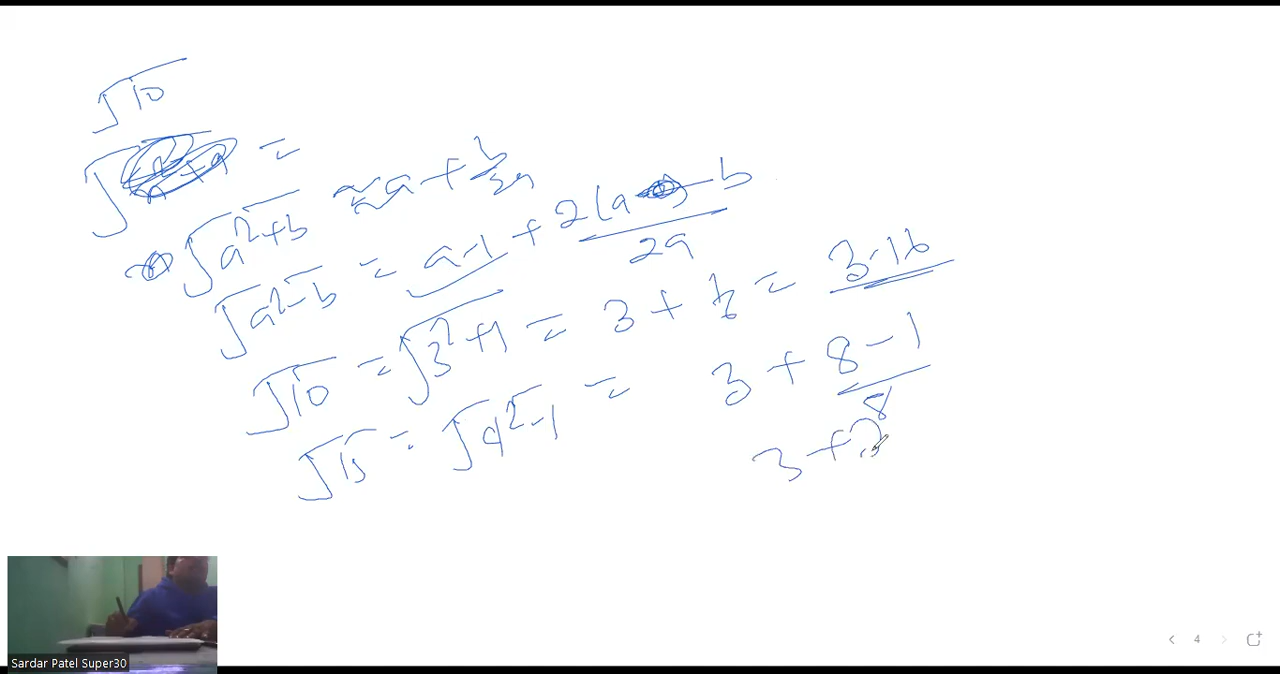 √10
√a²+b ≈ a + b/2a
√a²-b = a-1 + 2(a) - b / 2a
√10 = √3²+1 = 3 + 1/6 = 3.16
√15 = √4²-1 = 3 + 8-1/8
3 +
Sardar Patel Super30
4